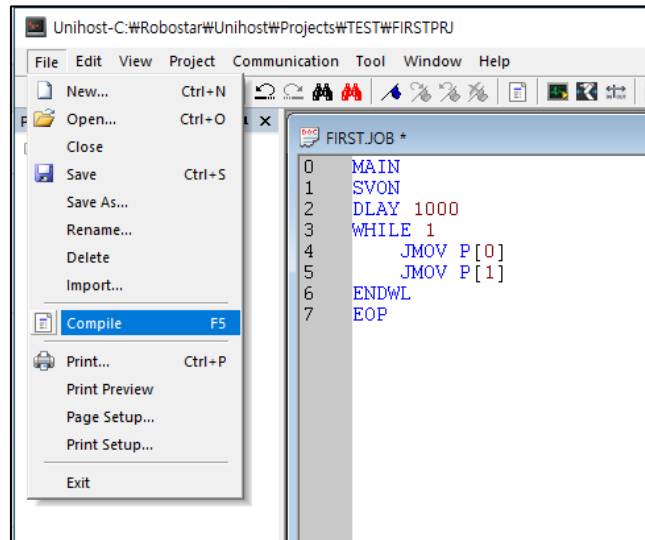 Unihost-C:₩Robostar₩Unihost₩Projects₩TEST₩FIRSTPRJ
File Edit View Project Communication Tool Window Help
New... Ctrl+N
Open... Ctrl+O
Close
Save Ctrl+S
Save As...
Rename...
Delete
Import...
Compile F5
Print... Ctrl+P
Print Preview
Page Setup...
Print Setup...
Exit
FIRST.JOB *
0 MAIN
1 SVON
2 DLAY 1000
3 WHILE 1
4 JMOV P[0]
5 JMOV P[1]
6 ENDWL
7 EOP